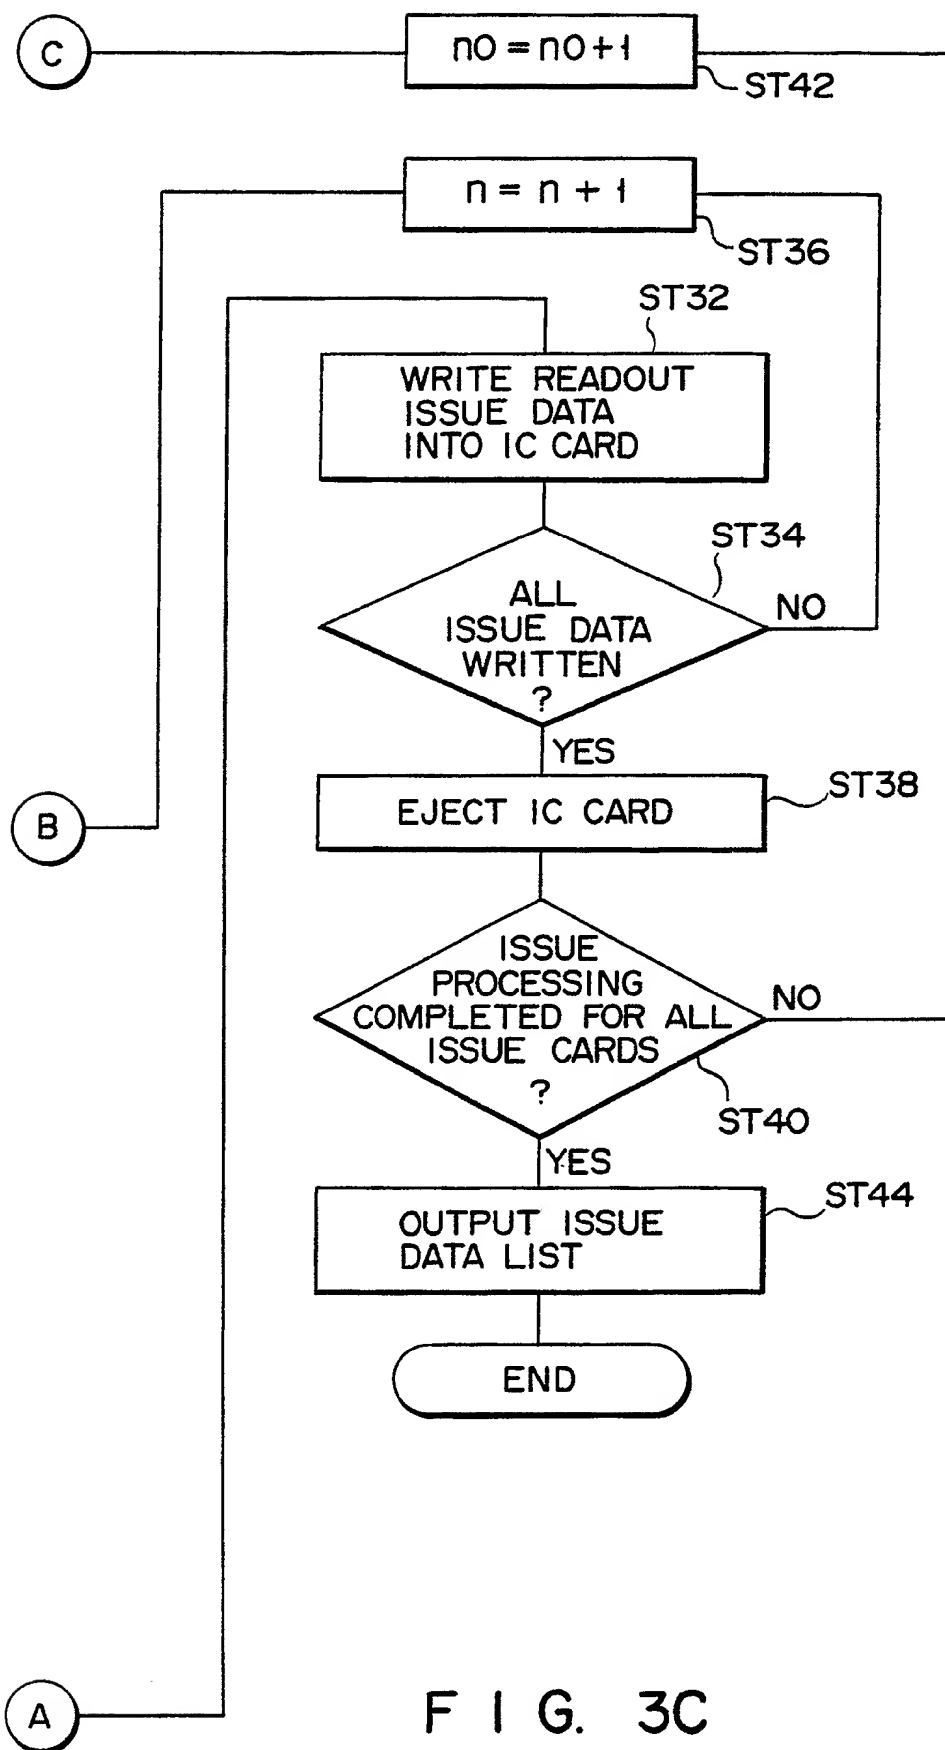 C
n0 = n0+1
ST42
n = n + 1
ST36
ST32
WRITE READOUT
ISSUE DATA
INTO IC CARD
ST34
ALL
ISSUE DATA
WRITTEN
?
NO
YES
EJECT IC CARD
ST38
B
ISSUE
PROCESSING
COMPLETED FOR ALL
ISSUE CARDS
?
NO
ST40
YES
OUTPUT ISSUE
DATA LIST
ST44
END
A
FIG. 3C